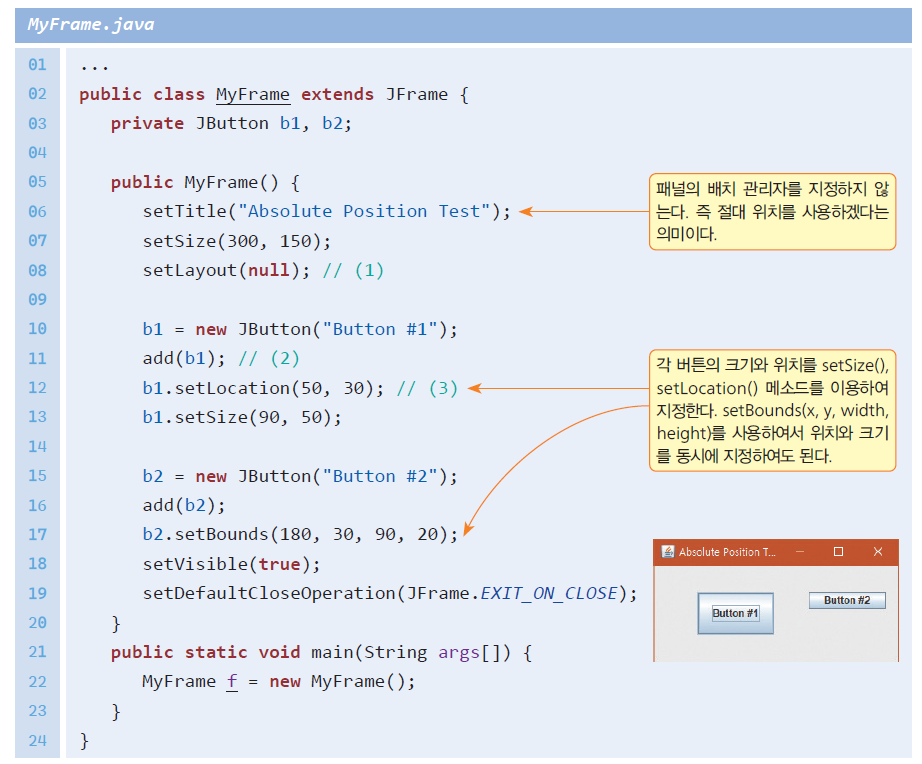 MyFrame.java
01 ...
02 public class MyFrame extends JFrame {
03 private JButton b1, b2;
04
05 public MyFrame() {
06 setTitle("Absolute Position Test");
07 setSize(300, 150);
08 setLayout(null); // (1)
09
10 b1 = new JButton("Button #1");
11 add(b1); // (2)
12 b1.setLocation(50, 30); // (3)
13 b1.setSize(90, 50);
14
15 b2 = new JButton("Button #2");
16 add(b2);
17 b2.setBounds(180, 30, 90, 20);
18 setVisible(true);
19 setDefaultCloseOperation(JFrame.EXIT_ON_CLOSE);
20 }
21 public static void main(String args[]) {
22 MyFrame f = new MyFrame();
23 }
24 }
패널의 배치 관리자를 지정하지 않
는다. 즉 절대 위치를 사용하겠다는
의미이다.
각 버튼의 크기와 위치를 setSize(),
setLocation() 메소드를 이용하여
지정한다. setBounds(x, y, width,
height)를 사용하여서 위치와 크기
를 동시에 지정하여도 된다.
Absolute Position T...
Button #1
Button #2